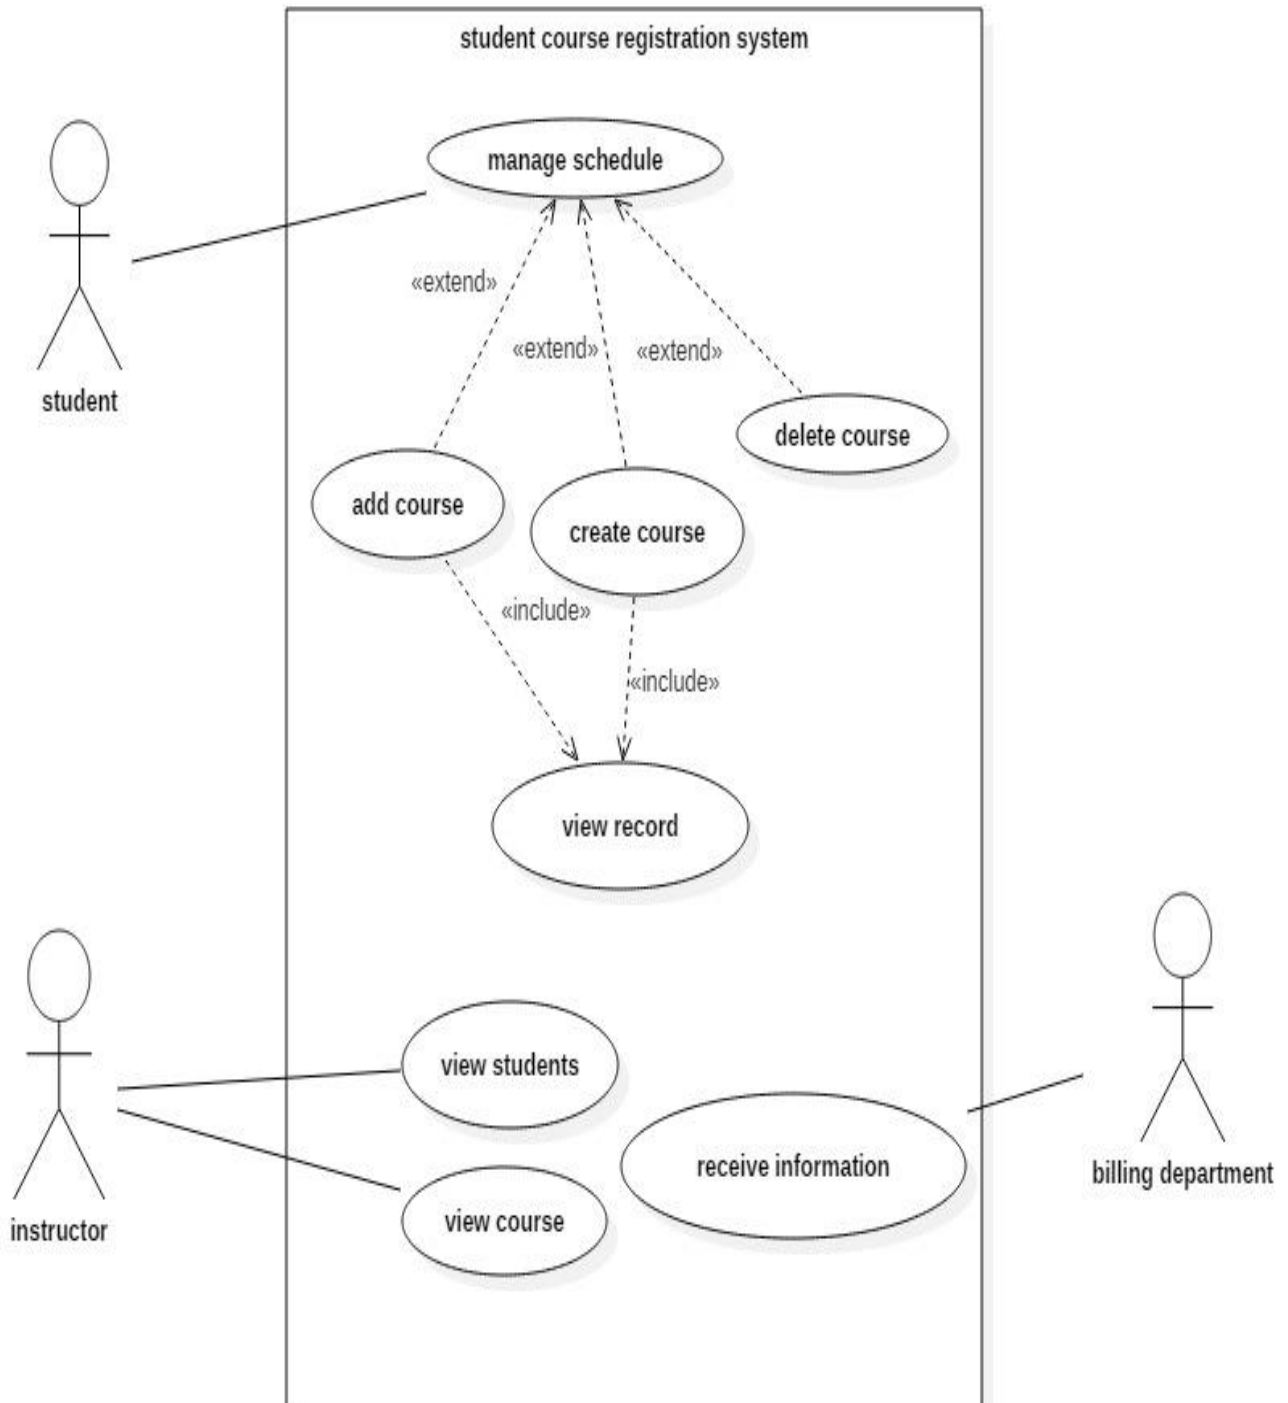 student course registration system
manage schedule
«extend»
«extend»
«extend»
student
delete course
add course
create course
«include»
«include»
view record
view students
receive information
billing department
view course
instructor